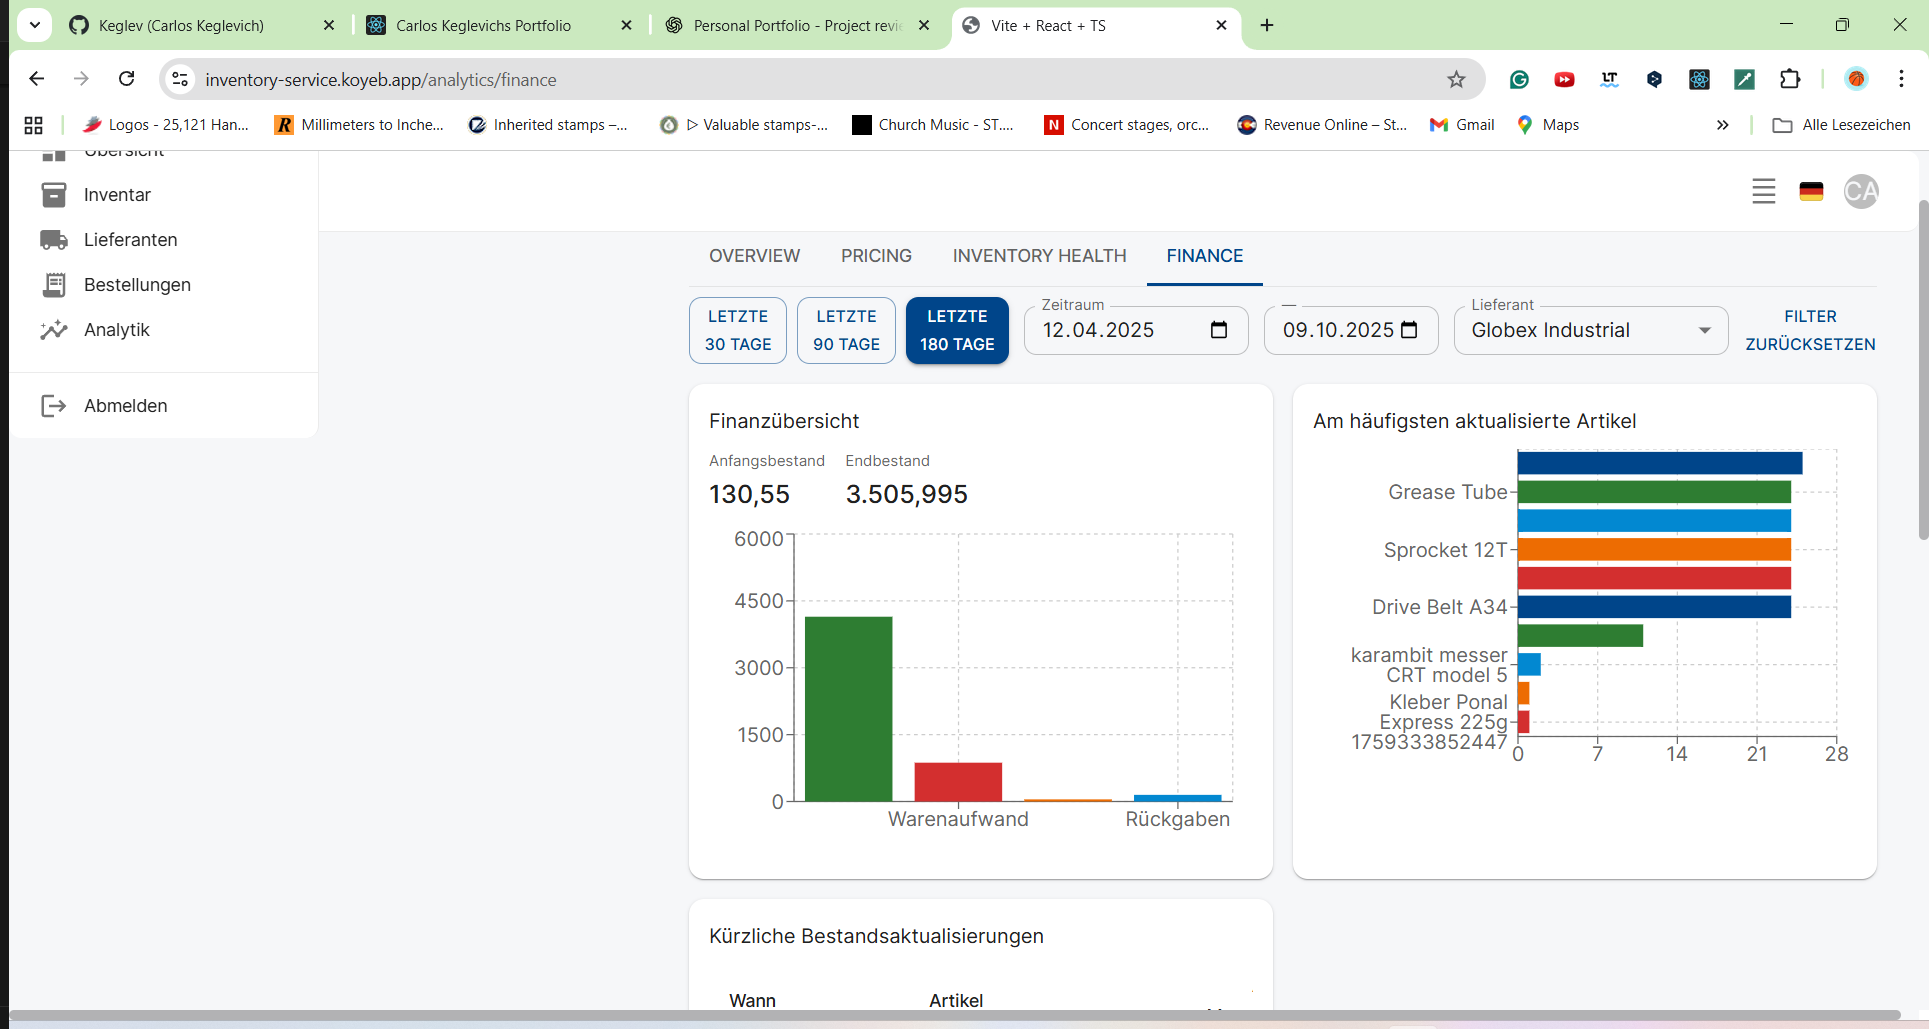 Keglev (Carlos Keglevich)
Carlos Keglevichs Portfolio
Personal Portfolio - Project revie
Vite + React + TS
inventory-service.koyeb.app/analytics/finance
Logos - 25,121 Han...
Millimeters to Inche...
Inherited stamps –...
▷ Valuable stamps-...
Church Music - ST....
Concert stages, orc...
Revenue Online – St...
Gmail
Maps
»
Alle Lesezeichen
Übersicht
Inventar
Lieferanten
Bestellungen
Analytik
Abmelden
CA
OVERVIEW
PRICING
INVENTORY HEALTH
FINANCE
LETZTE
30 TAGE
LETZTE
90 TAGE
LETZTE
180 TAGE
Zeitraum
12.04.2025
—
09.10.2025
Lieferant
Globex Industrial
FILTER
ZURÜCKSETZEN
Finanzübersicht
Anfangsbestand
130,55
Endbestand
3.505,995
6000
4500
3000
1500
0
Warenaufwand
Rückgaben
Am häufigsten aktualisierte Artikel
Grease Tube
Sprocket 12T
Drive Belt A34
karambit messer
CRT model 5
Kleber Ponal
Express 225g
1759333852447
0
7
14
21
28
Kürzliche Bestandsaktualisierungen
Wann
Artikel